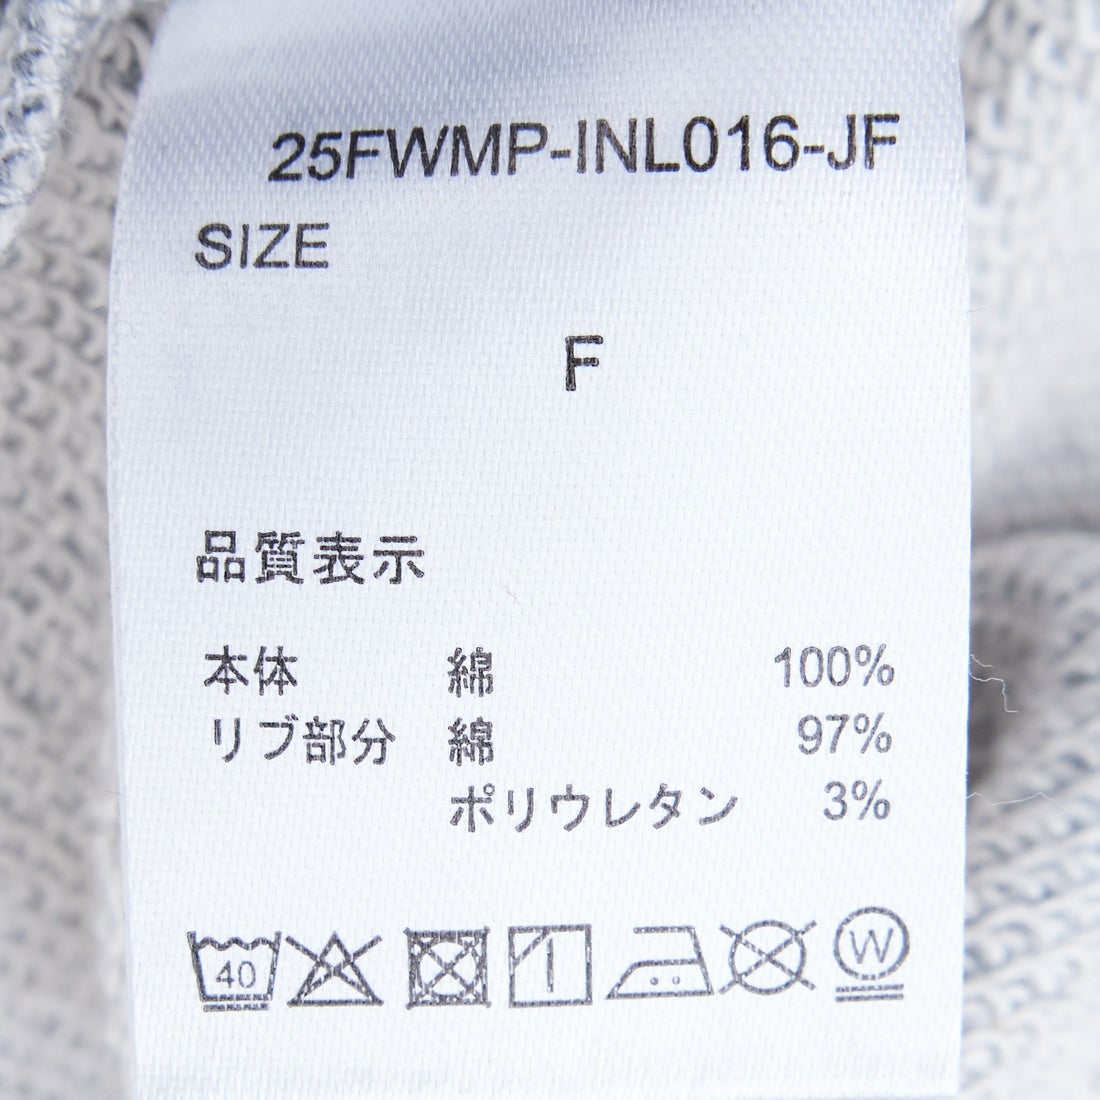 25FWMP-INL016-JF
SIZE
F
品質表示
本体 綿 100%
リブ部分 綿 97%
ポリウレタン 3%
40 W